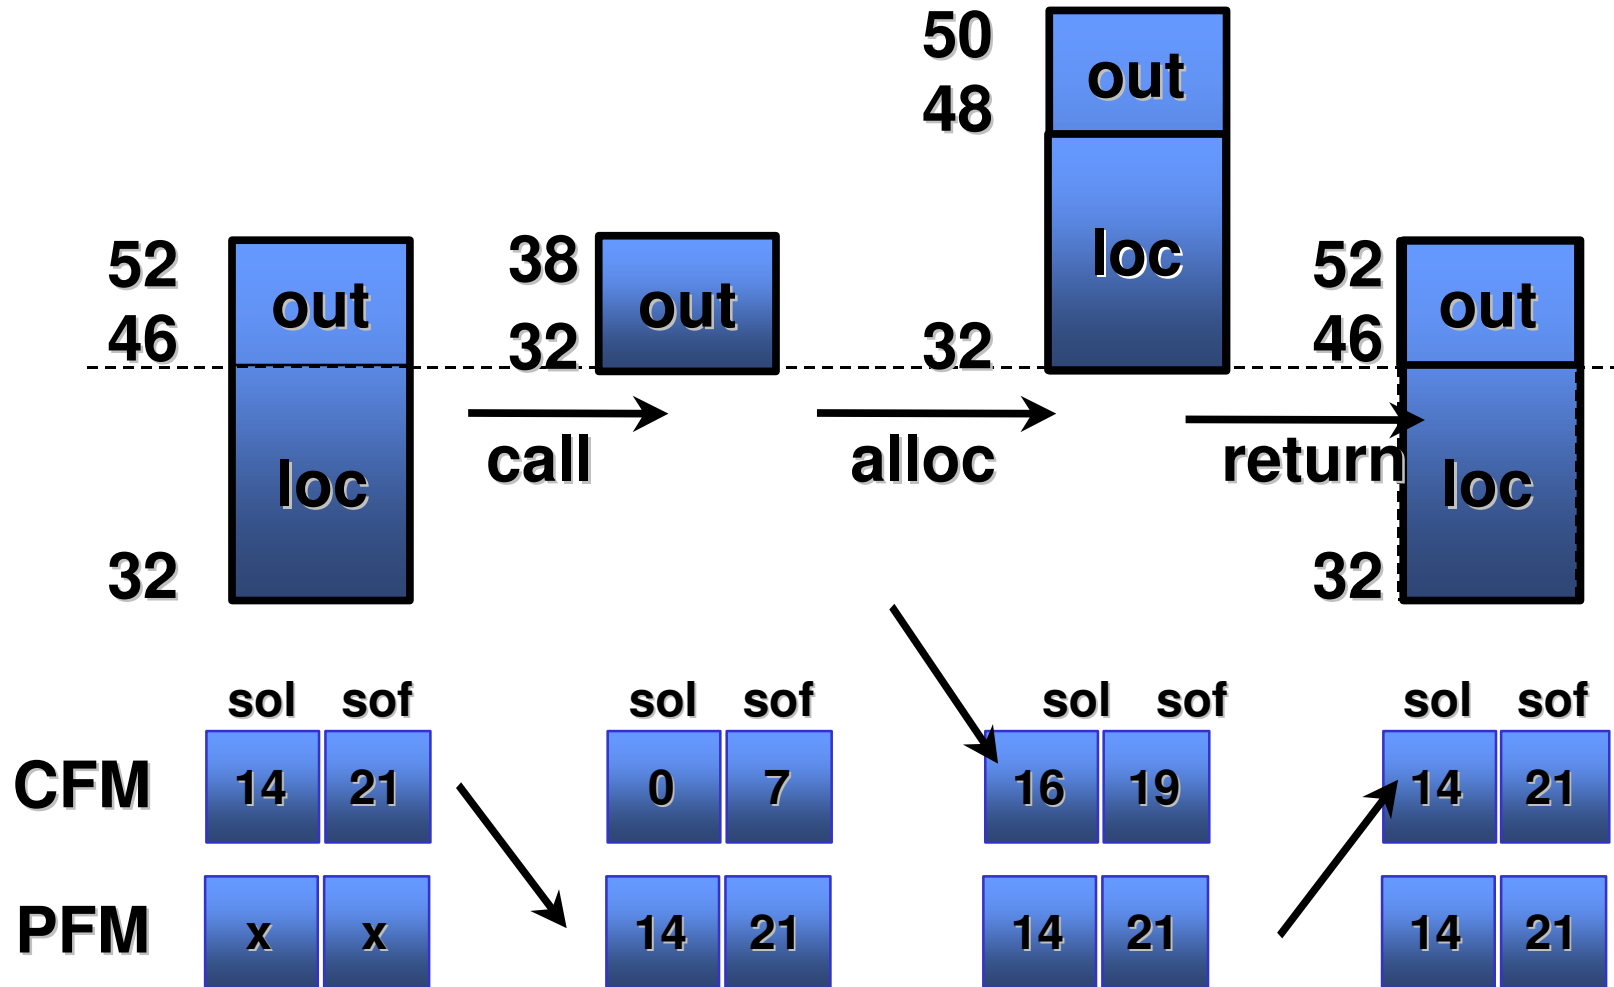 50
out
48
loc
32
52
out
46
loc
32
38
out
32
52
out
46
loc
32
call
alloc
return
sol sof
sol sof
sol sof
sol sof
CFM 14 21 0 7 16 19 14 21
PFM x x 14 21 14 21 14 21